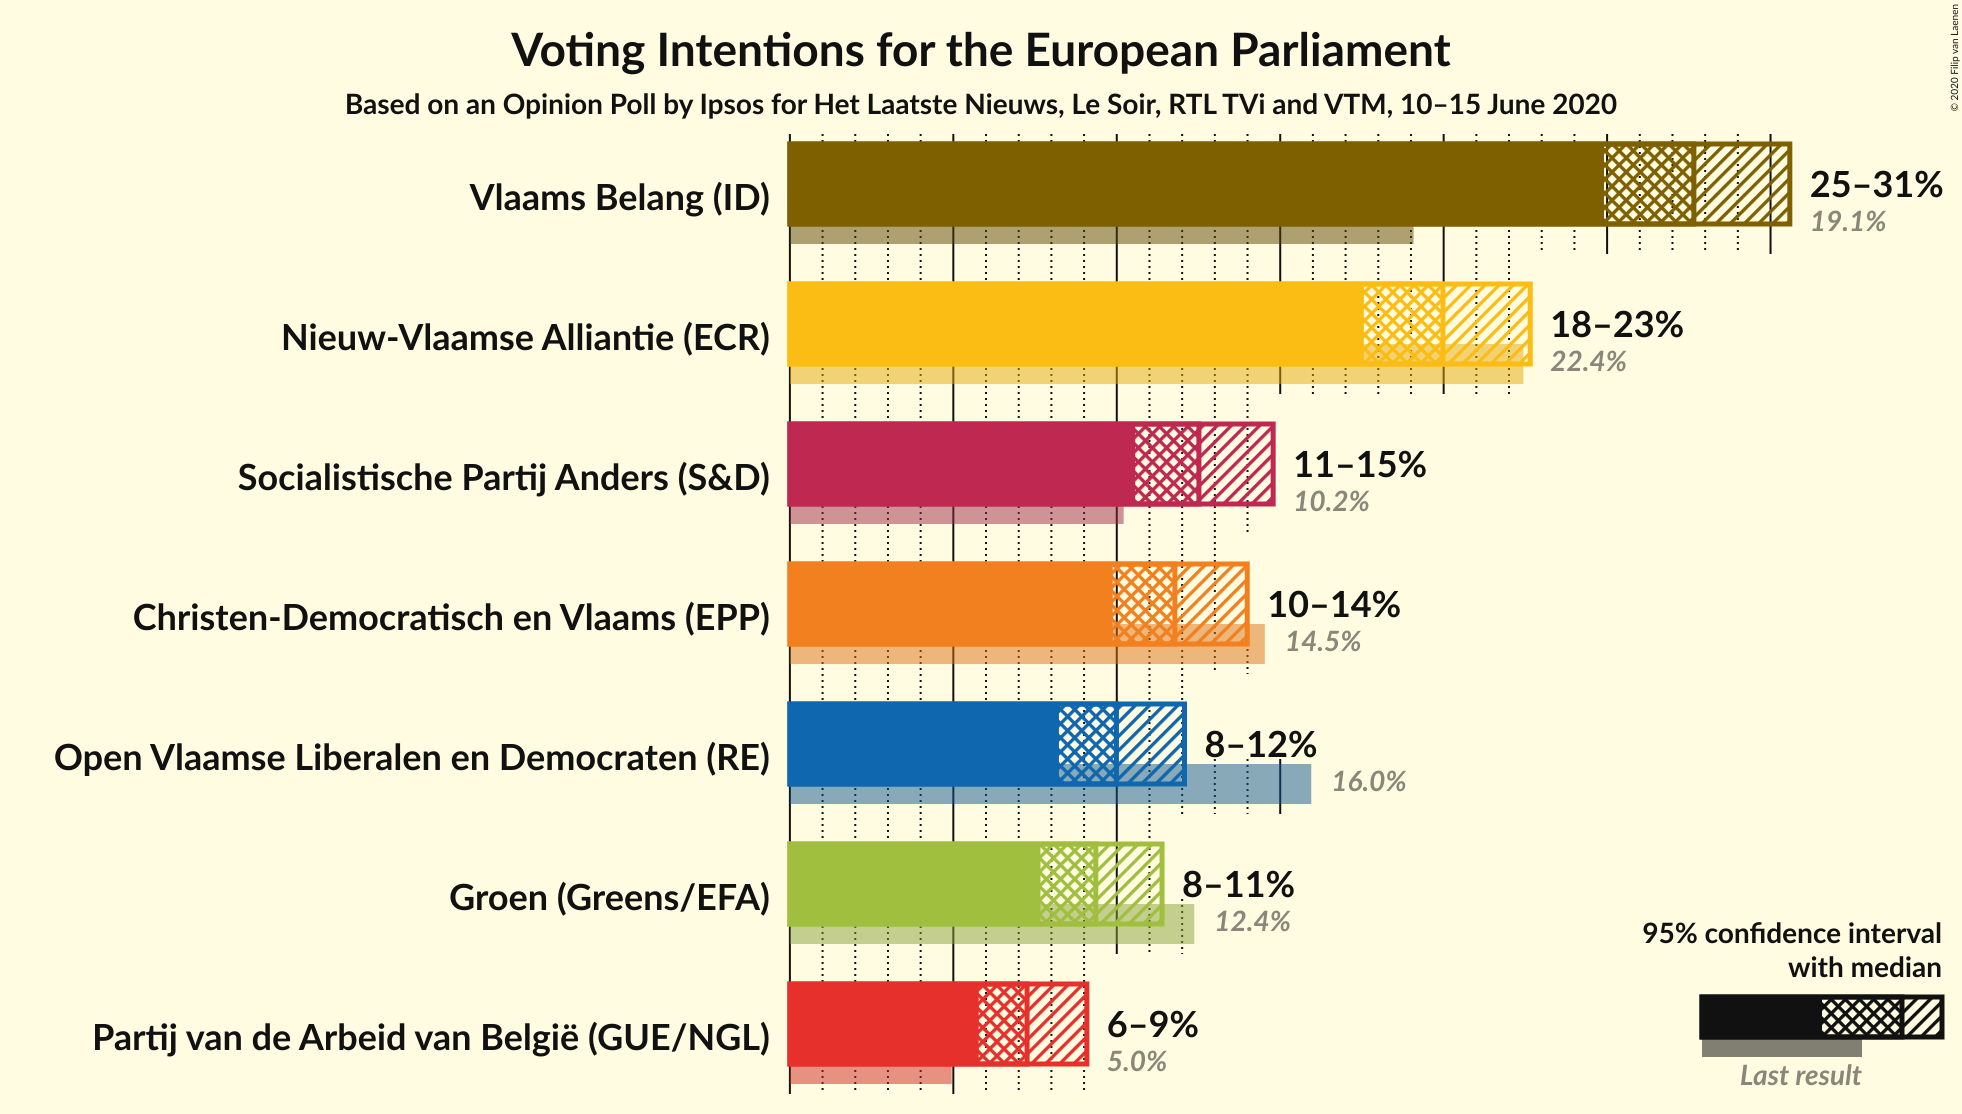 Voting Intentions for the European Parliament
Based on an Opinion Poll by Ipsos for Het Laatste Nieuws, Le Soir, RTL TVi and VTM, 10–15 June 2020
© 2020 Filip van Laenen
Vlaams Belang (ID)
25–31%
19.1%
Nieuw-Vlaamse Alliantie (ECR)
18–23%
22.4%
Socialistische Partij Anders (S&D)
11–15%
10.2%
Christen-Democratisch en Vlaams (EPP)
10–14%
14.5%
Open Vlaamse Liberalen en Democraten (RE)
8–12%
16.0%
Groen (Greens/EFA)
8–11%
12.4%
Partij van de Arbeid van België (GUE/NGL)
6–9%
5.0%
95% confidence interval
with median
Last result